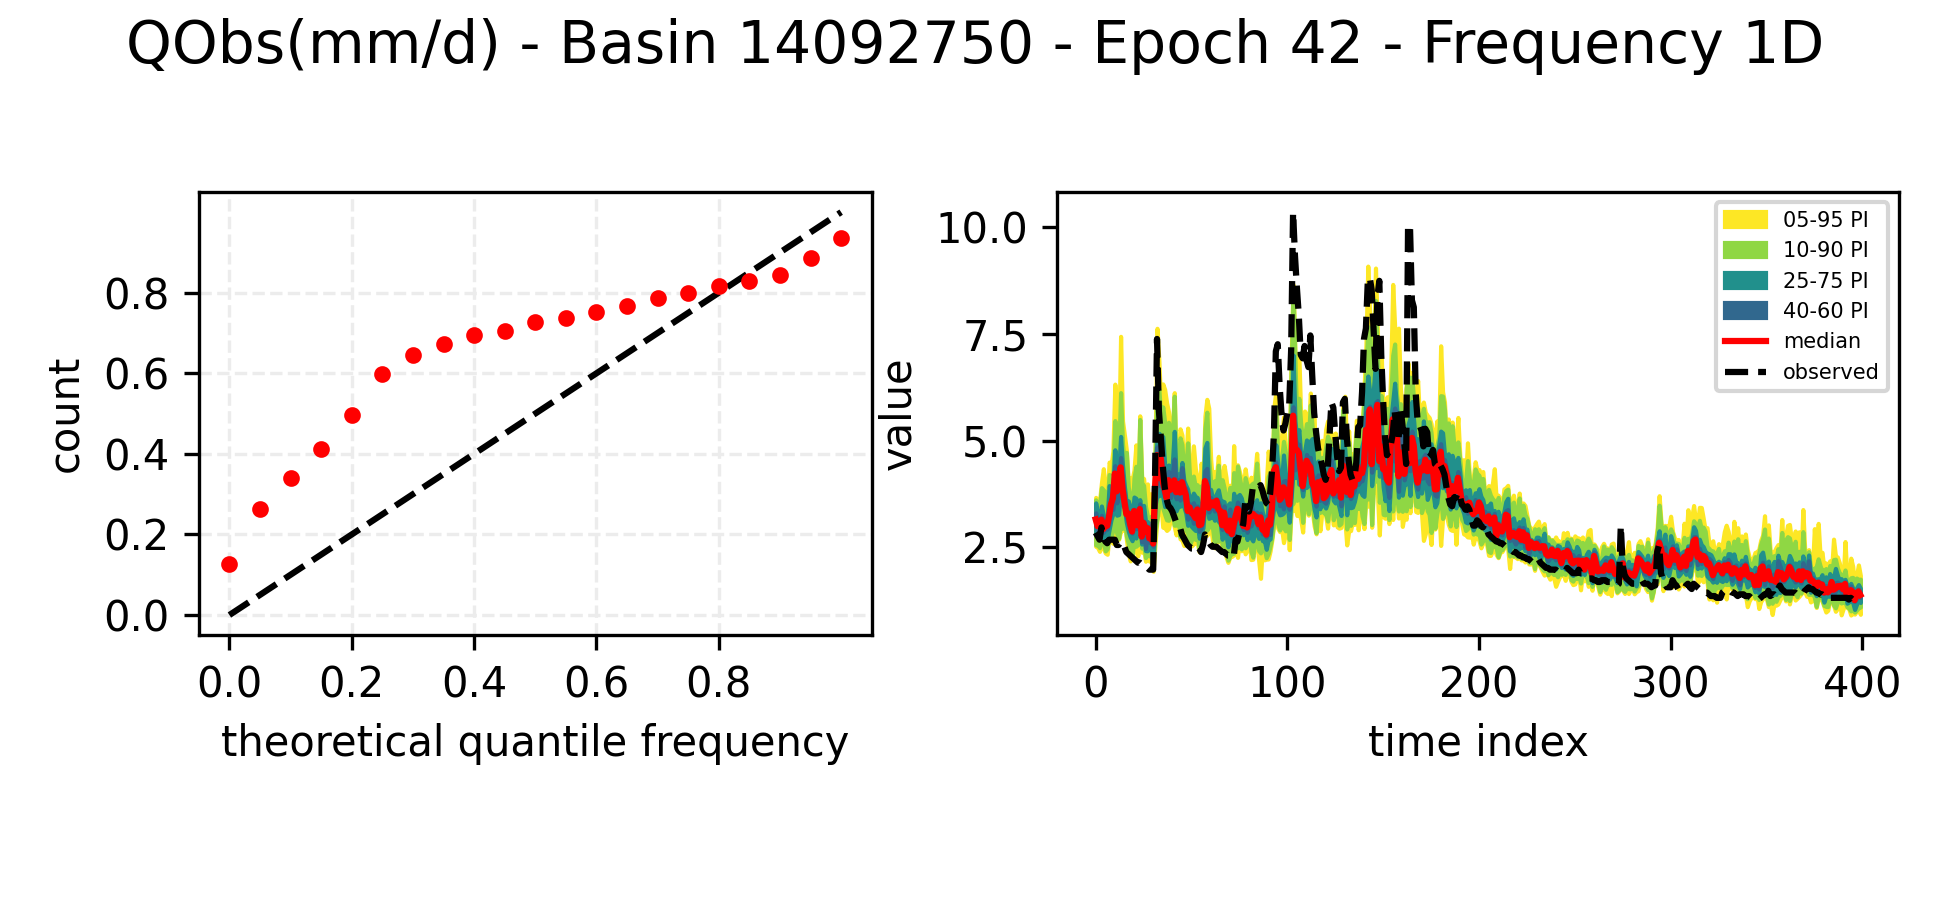 QObs(mm/d) - Basin 14092750 - Epoch 42 - Frequency 1D
count
0.8
0.6
0.4
0.2
0.0
0.0 0.2 0.4 0.6 0.8
theoretical quantile frequency
value
10.0
7.5
5.0
2.5
0 100 200 300 400
time index
05-95 PI
10-90 PI
25-75 PI
40-60 PI
median
observed